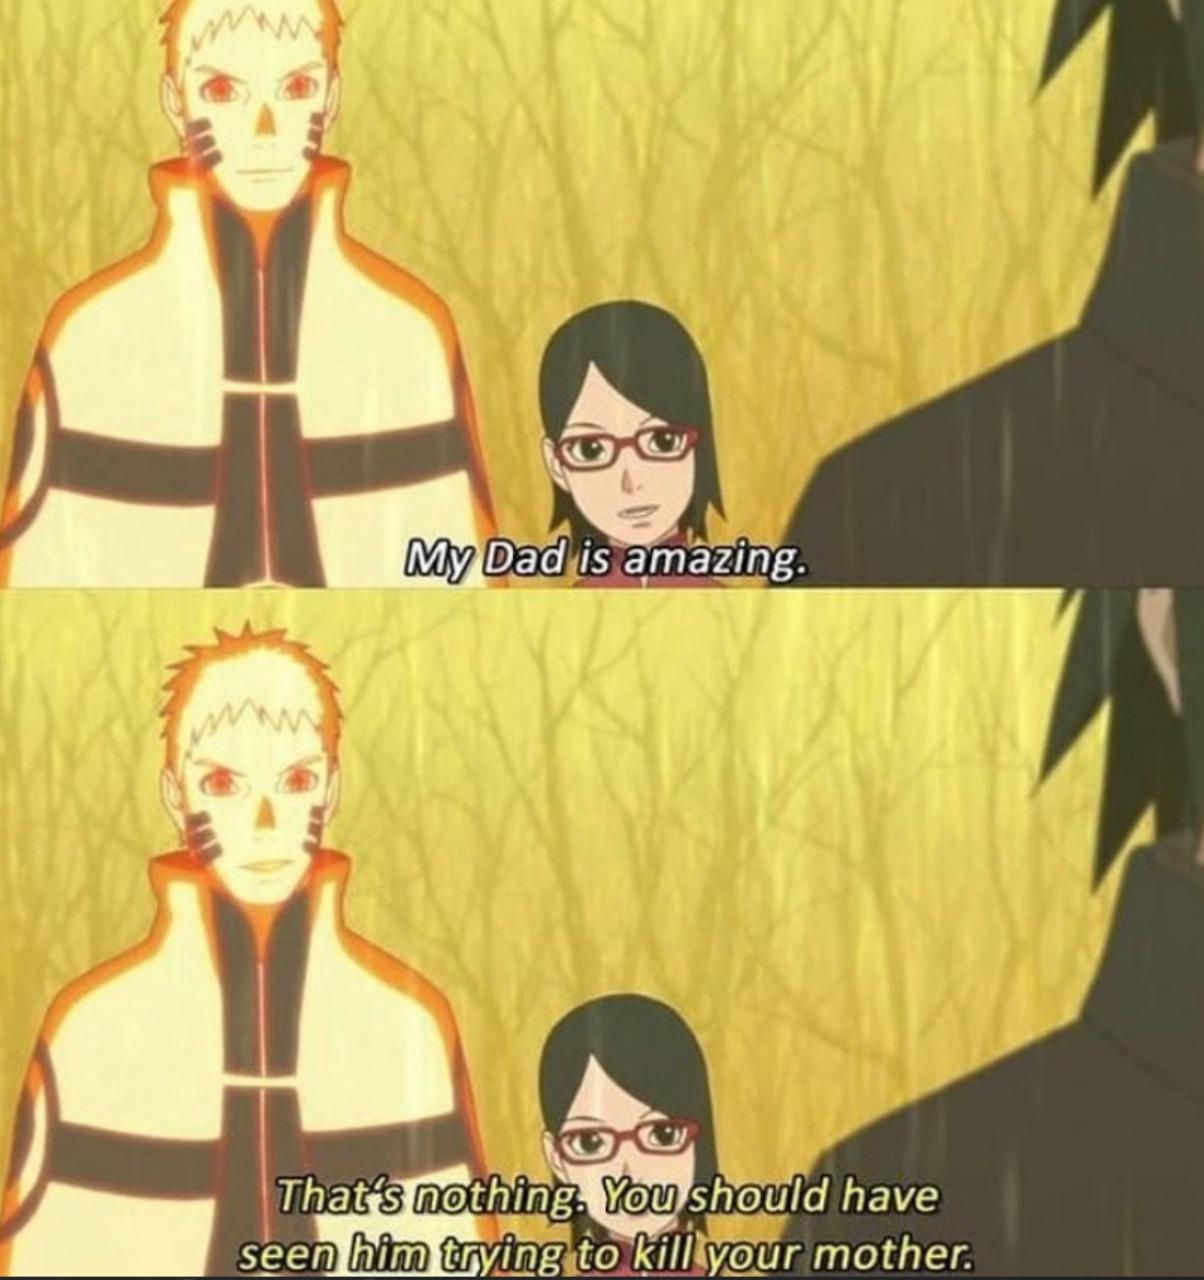 My Dad is amazing.
That's nothing. You should have
seen him trying to kill your mother.